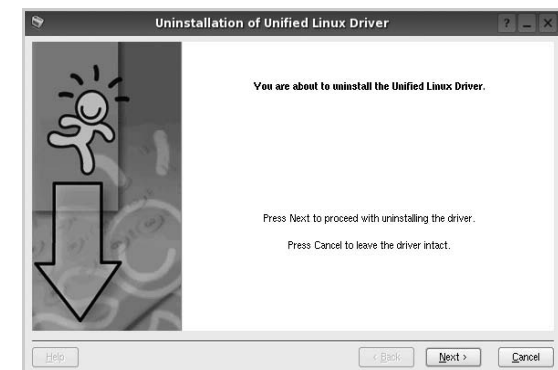 Uninstallation of Unified Linux Driver
You are about to uninstall the Unified Linux Driver.
Press Next to proceed with uninstalling the driver.
Press Cancel to leave the driver intact.
Help
< Back
Next >
Cancel